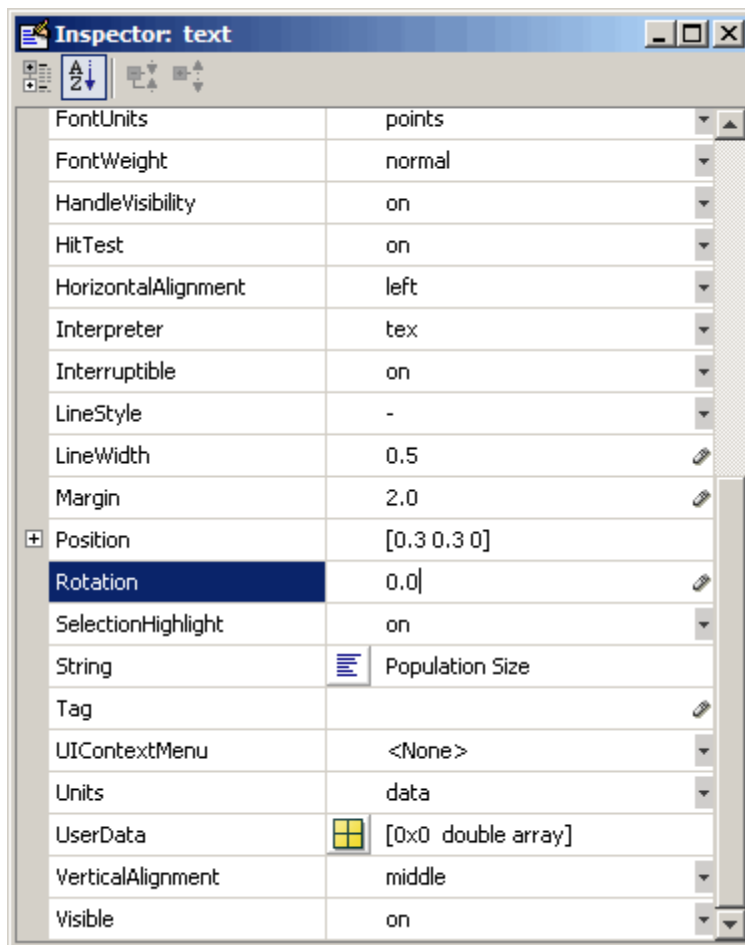 Inspector: text
FontUnits points
FontWeight normal
HandleVisibility on
HitTest on
HorizontalAlignment left
Interpreter tex
Interruptible on
LineStyle -
LineWidth 0.5
Margin 2.0
Position [0.3 0.3 0]
Rotation 0.0
SelectionHighlight on
String Population Size
Tag
UIContextMenu <None>
Units data
UserData [0x0 double array]
VerticalAlignment middle
Visible on